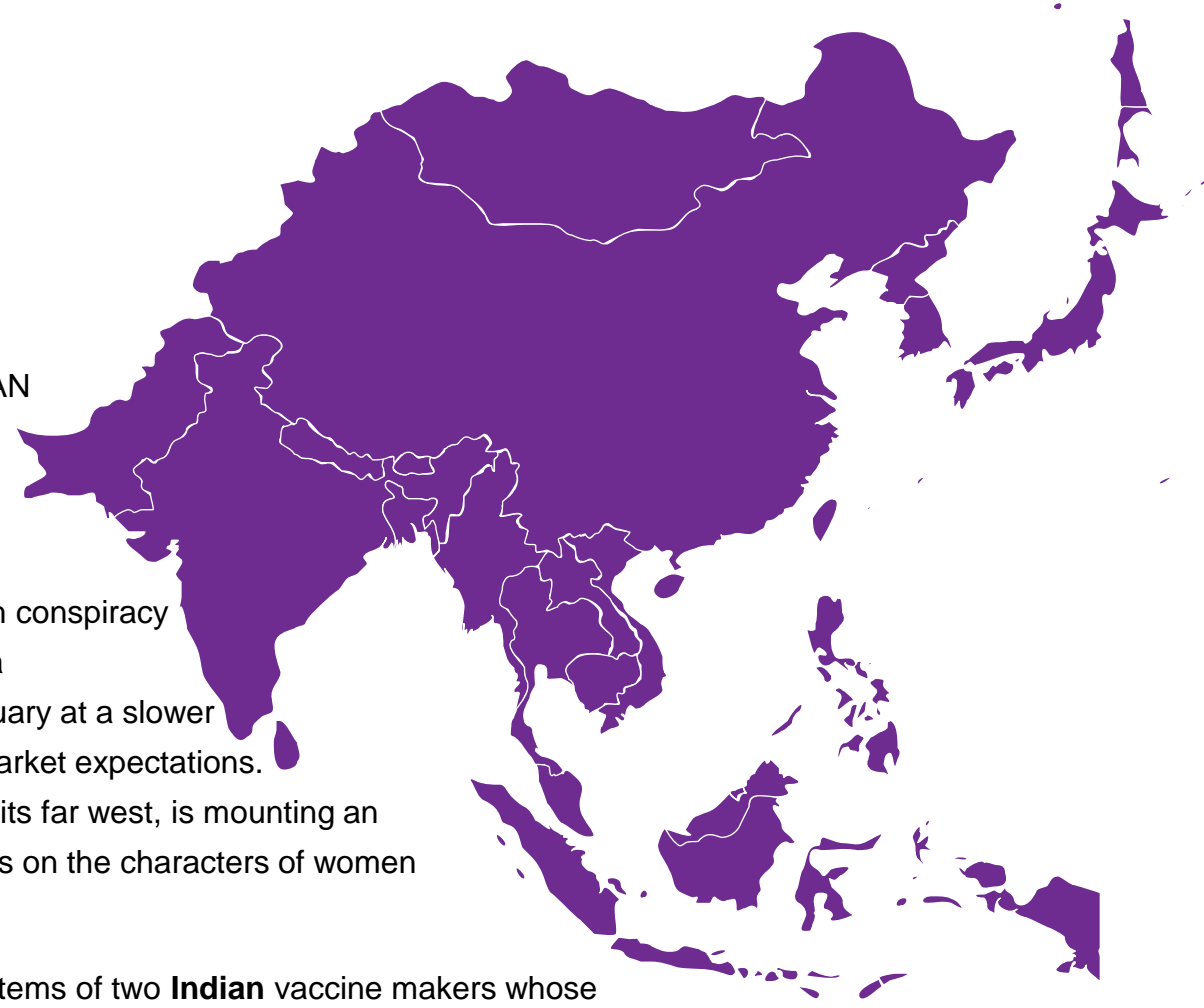 AN
n conspiracy
a
uary at a slower
arket expectations.
its far west, is mounting an
s on the characters of women
tems of two Indian vaccine makers whose